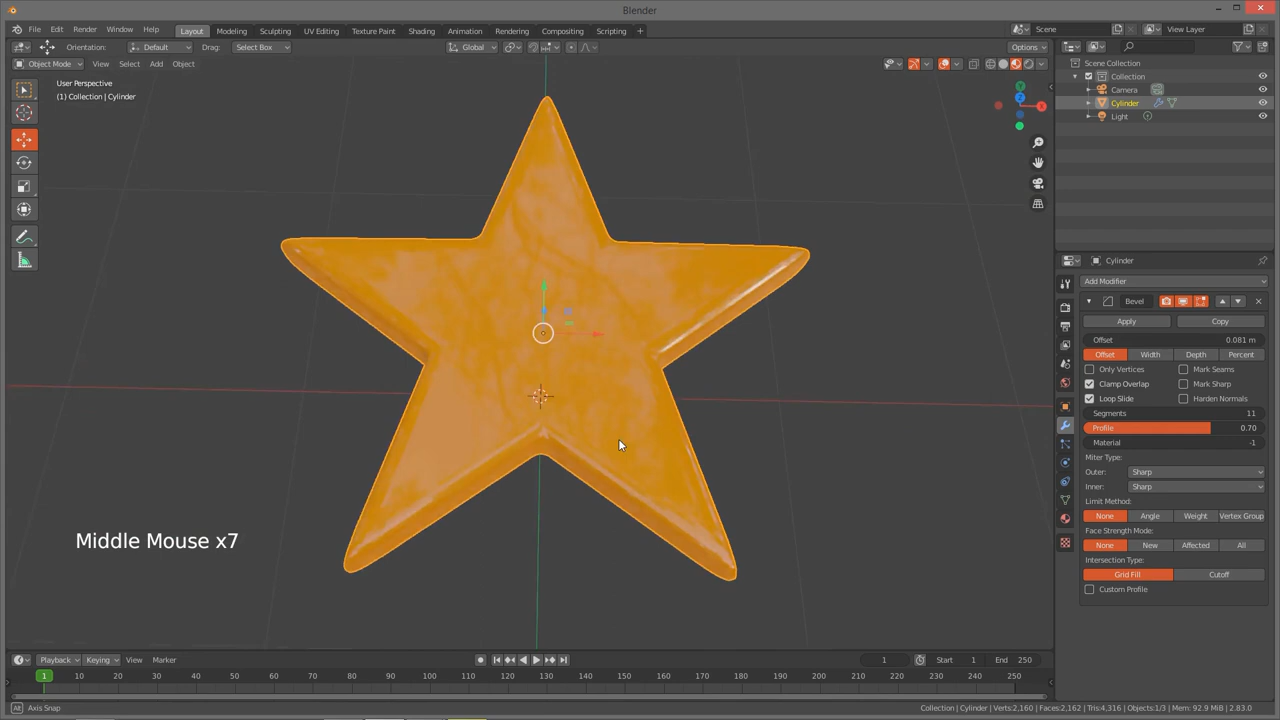 Blender
File Edit Render Window Help Layout Modeling Sculpting UV Editing Texture Paint Shading Animation Rendering Compositing Scripting + Scene View Layer
Orientation: Default Drag: Select Box Global Options
Object Mode View Select Add Object
User Perspective
(1) Collection | Cylinder
Scene Collection
Collection
Camera
Cylinder
Light
Y
Z
X
Cylinder
Add Modifier
Bevel
Apply Copy
Offset 0.081 m
Offset Width Depth Percent
Only Vertices Mark Seams
Clamp Overlap Mark Sharp
Loop Slide Harden Normals
Segments 11
Profile 0.70
Material -1
Miter Type:
Outer: Sharp
Inner: Sharp
Limit Method:
None Angle Weight Vertex Group
Face Strength Mode:
None New Affected All
Intersection Type:
Grid Fill Cutoff
Custom Profile
Middle Mouse x7
Playback Keying View Marker 1 Start 1 End 250
1 10 20 30 40 50 60 70 80 90 100 110 120 130 140 150 160 170 180 190 200 210 220 230 240 250
Alt Axis Snap Collection | Cylinder | Verts:2,160 | Faces:2,162 | Tris:4,316 | Objects:1/3 | Mem: 92.9 MiB | 2.83.0